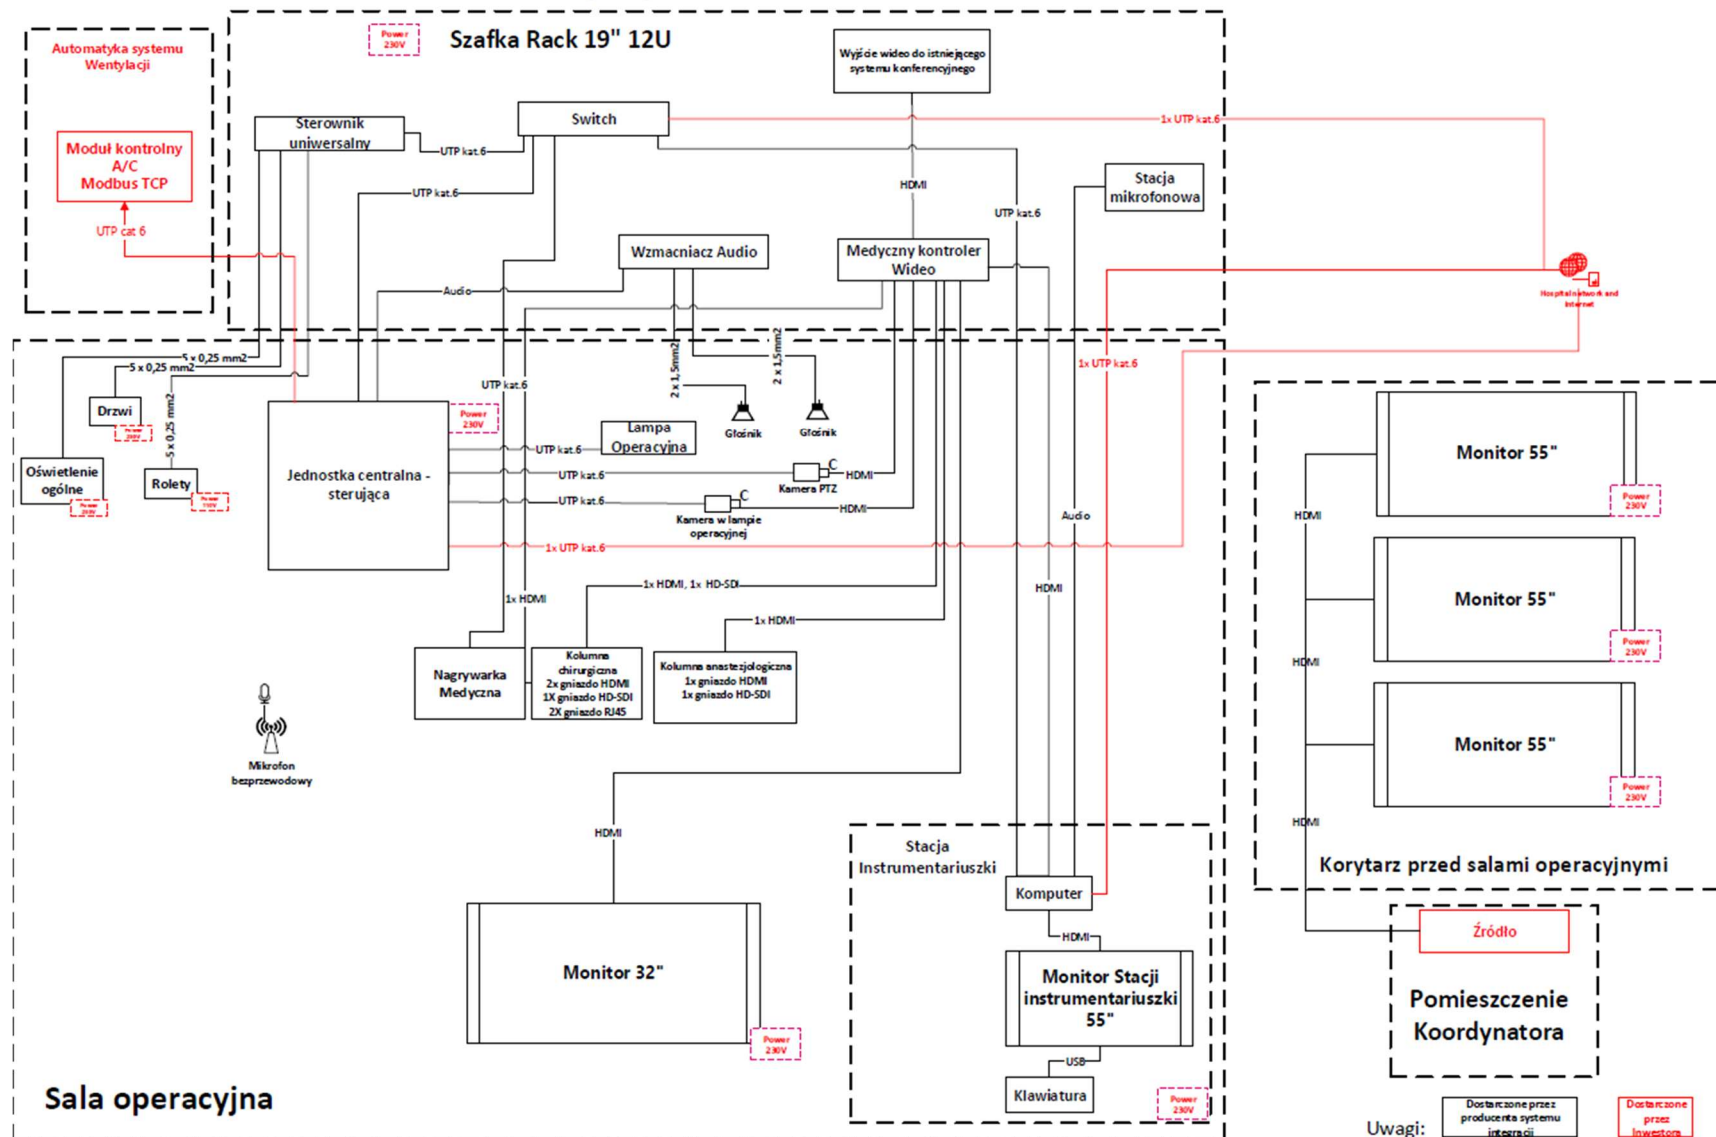 Automatyka systemu
Wentylacji
Moduł kontrolny
A/C
Modbus TCP
UTP cat 6
Power
230V
Szafka Rack 19" 12U
Sterownik
uniwersalny
UTP kat.6
Switch
UTP kat.6
Wyjście wideo do istniejącego
systemu konferencyjnego
1x UTP kat.6
HDMI
Stacja
mikrofonowa
UTP kat.6
Wzmacniacz Audio
Medyczny kontroler
Wideo
Audio
Hospital network and
internet
5 x 0,25 mm2
5 x 0,25 mm2
5 x 0,25 mm2
UTP kat.6
2 x 1,5mm2
2 x 1,5mm2
1x UTP kat.6
Drzwi
Power
Oświetlenie
ogólne
Power
Rolety
Power
Jednostka centralna -
sterująca
Power
230V
Głośnik
Głośnik
UTP kat.6
Lampa
Operacyjna
UTP kat.6
C
HDMI
Kamera PTZ
UTP kat.6
C
HDMI
Kamera w lampie
operacyjnej
1x UTP kat.6
Audio
HDMI
1x HDMI
1x HDMI, 1x HD-SDI
1x HDMI
Nagrywarka
Medyczna
Kolumna
chirurgiczna
2x gniazdo HDMI
1X gniazdo HD-SDI
2X gniazdo RJ45
Kolumna anastezjologiczna
1x gniazdo HDMI
1x gniazdo HD-SDI
Mikrofon
bezprzewodowy
HDMI
Monitor 32"
Power
230V
Stacja
Instrumentariuszki
Komputer
HDMI
Monitor Stacji
instrumentariuszki
55"
USB
Klawiatura
Power
230V
Sala operacyjna
Monitor 55"
Power
230V
HDMI
Monitor 55"
Power
230V
HDMI
Monitor 55"
Power
230V
HDMI
Korytarz przed salami operacyjnymi
Źródło
Pomieszczenie
Koordynatora
Uwagi:
Dostarczone przez
producenta systemu
integracji
Dostarczone
przez
Inwestora